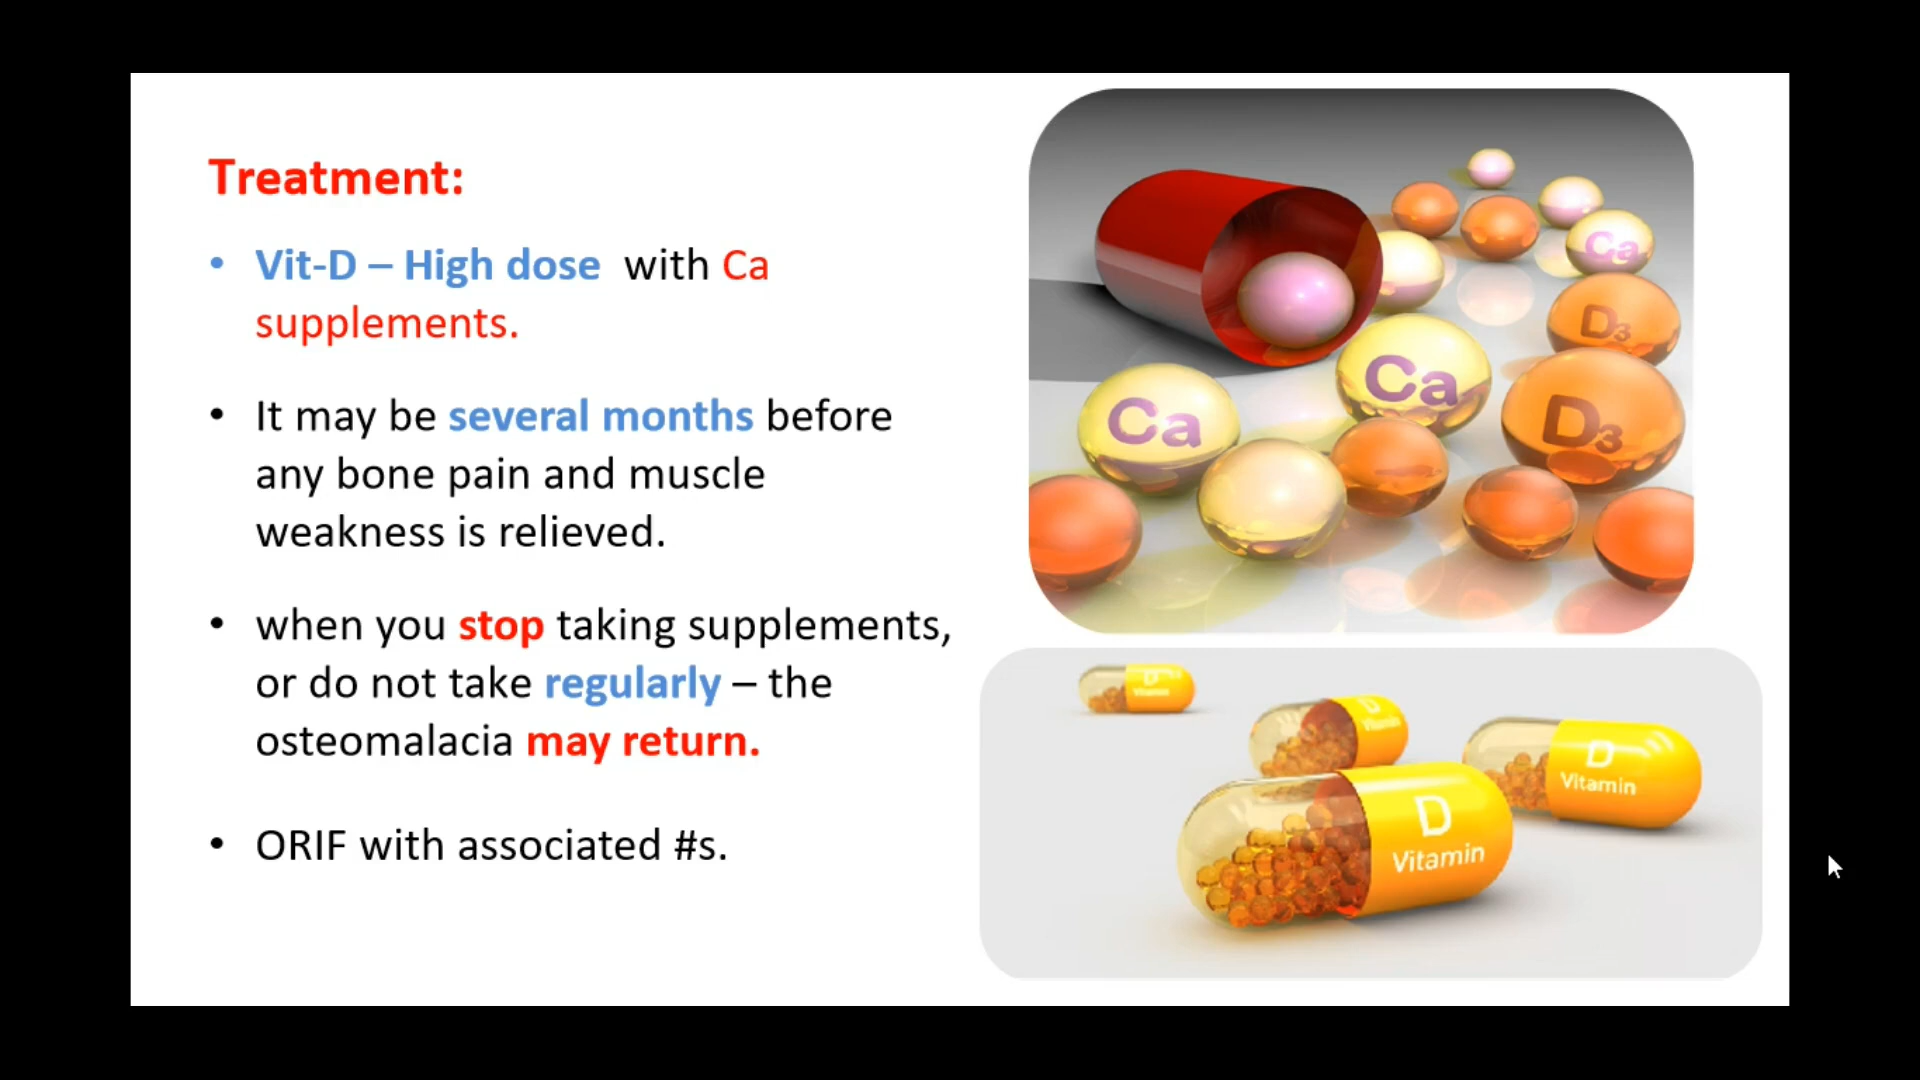 Treatment:
• Vit-D – High dose with Ca
supplements.
• It may be several months before
any bone pain and muscle
weakness is relieved.
• when you stop taking supplements,
or do not take regularly – the
osteomalacia may return.
• ORIF with associated #s.
Ca
D3
Ca
Ca
D3
D
Vitamin
D
Vitamin
D
Vitamin
D
Vitamin